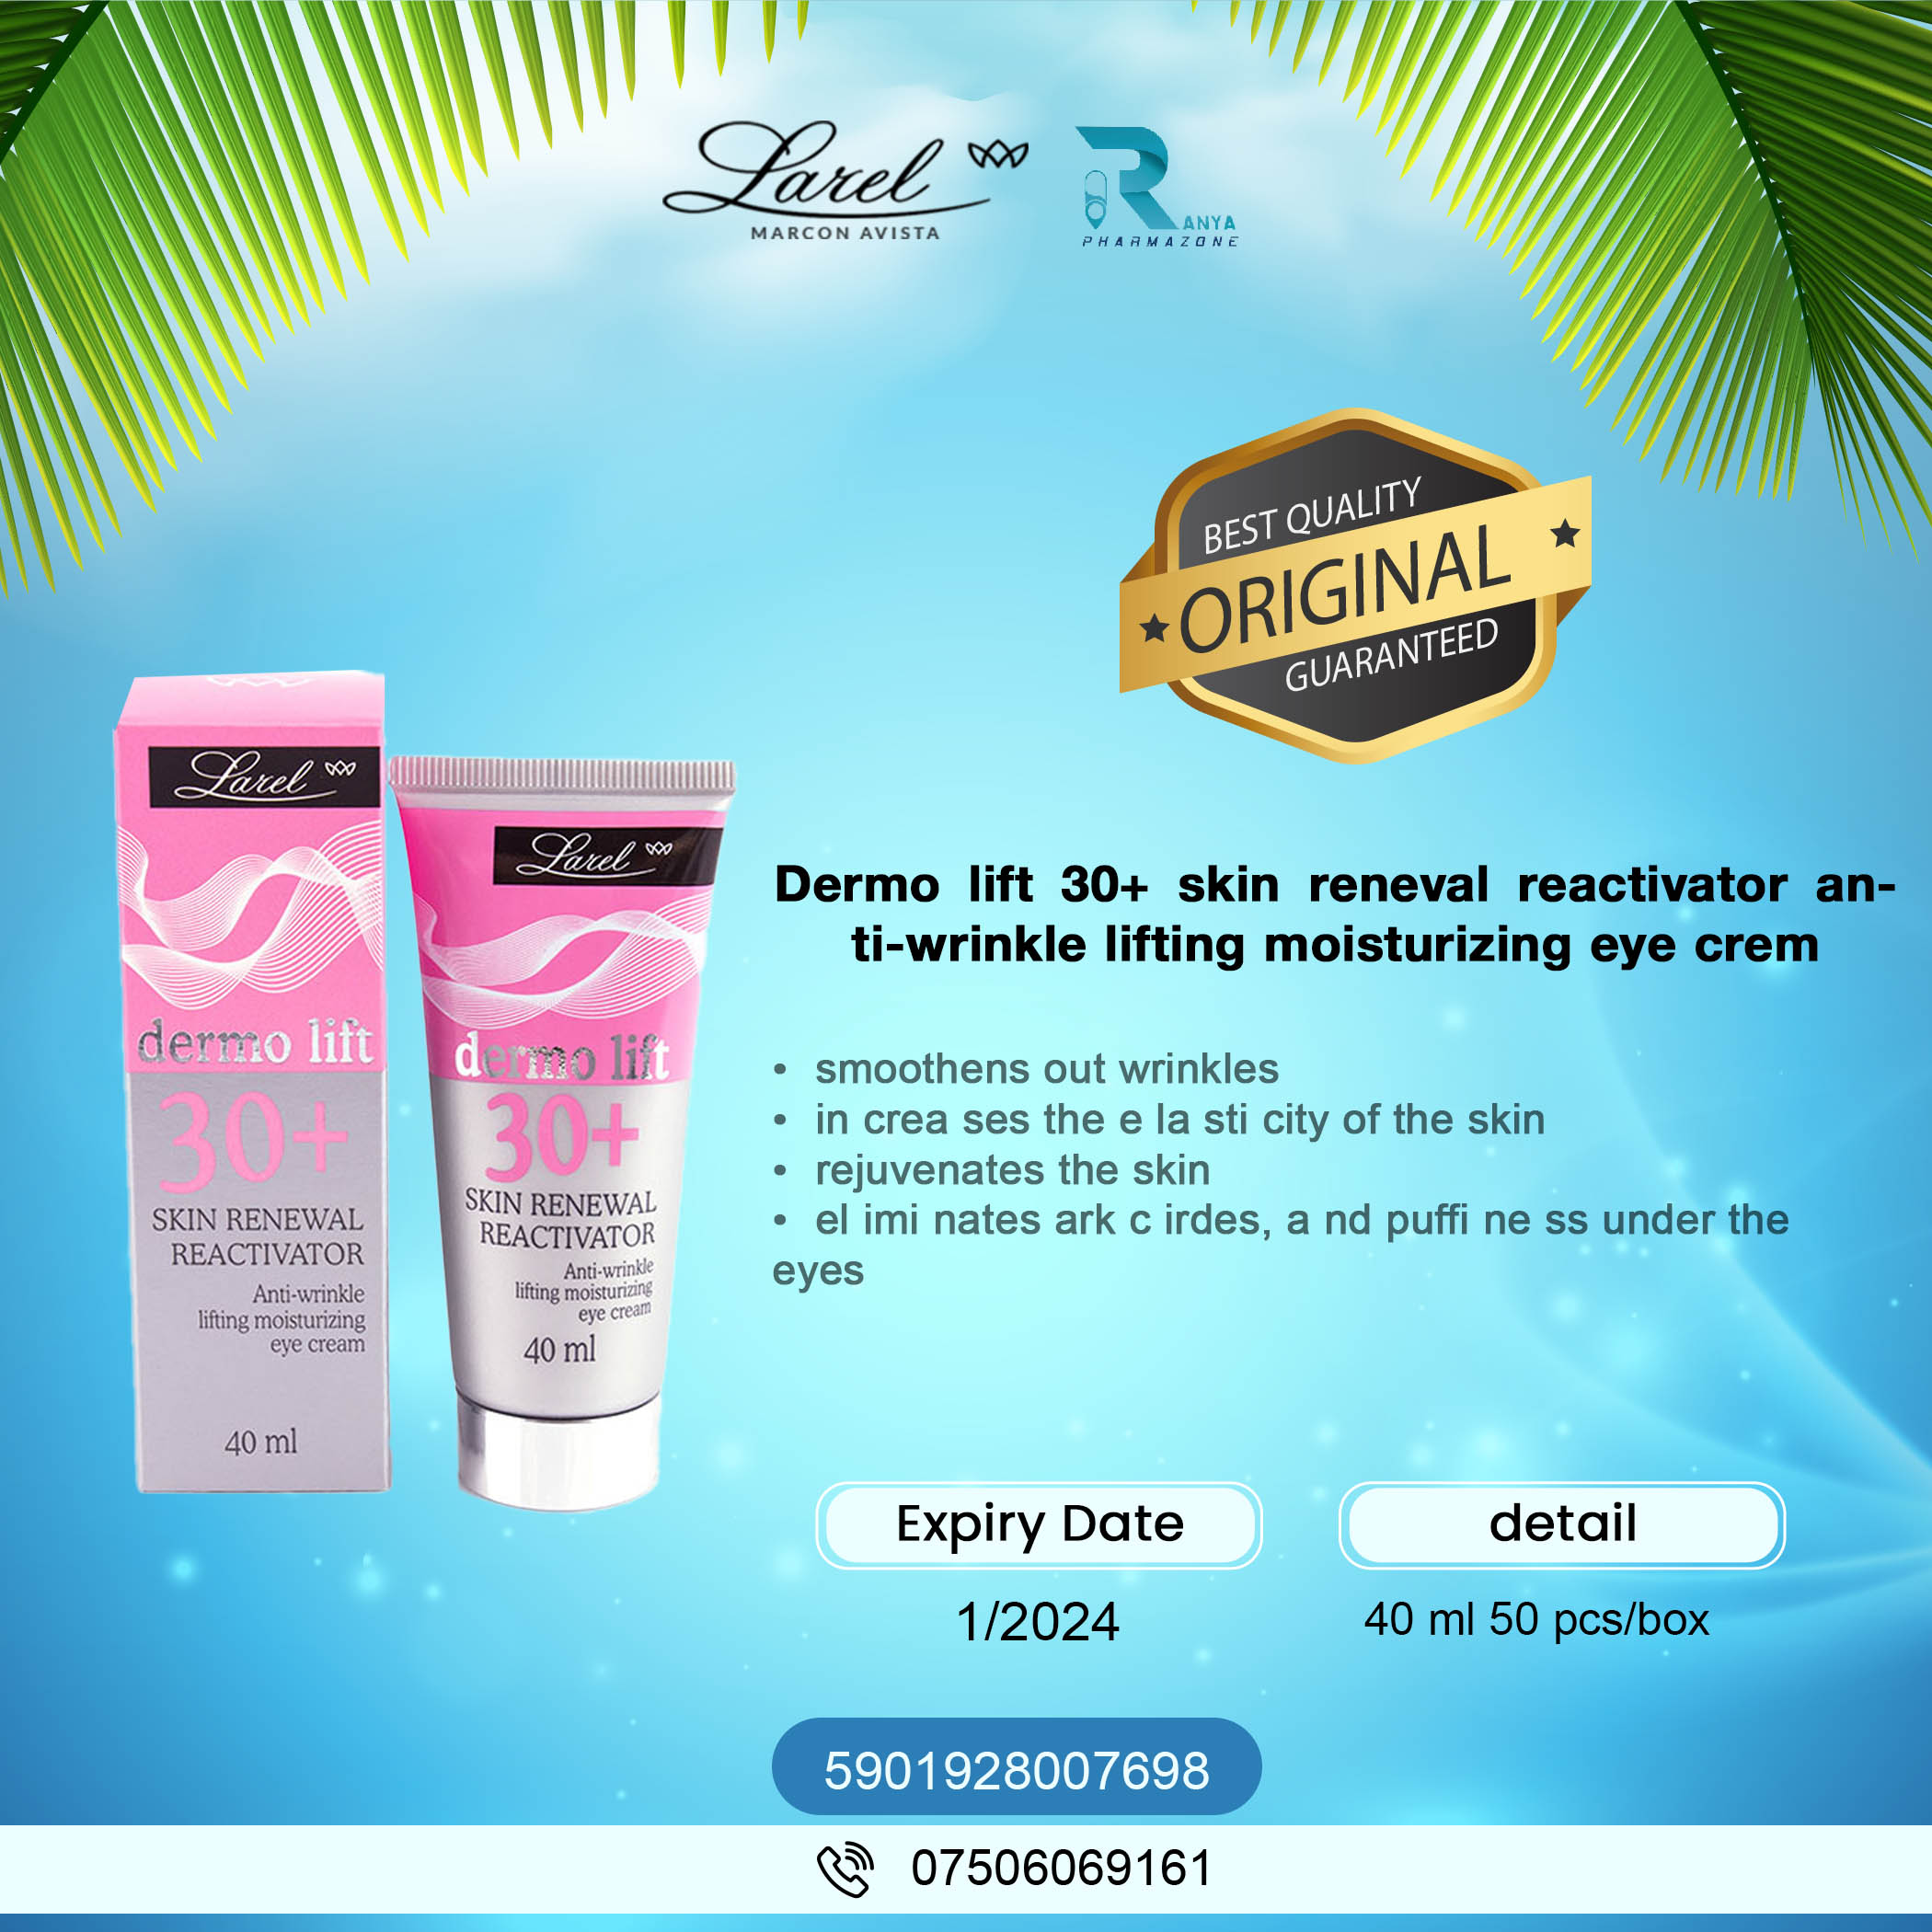 Larel
MARCON AVISTA
RANYA
PHARMAZONE
BEST QUALITY
ORIGINAL
GUARANTEED
Larel
dermo lift
30+
SKIN RENEWAL
REACTIVATOR
Anti-wrinkle
lifting moisturizing
eye cream
40 ml
Larel
dermo lift
30+
SKIN RENEWAL
REACTIVATOR
Anti-wrinkle
lifting moisturizing
eye cream
40 ml
Dermo lift 30+ skin reneval reactivator an-
ti-wrinkle lifting moisturizing eye crem
• smoothens out wrinkles
• in crea ses the e la sti city of the skin
• rejuvenates the skin
• el imi nates ark c irdes, a nd puffi ne ss under the
eyes
Expiry Date
1/2024
detail
40 ml 50 pcs/box
5901928007698
07506069161